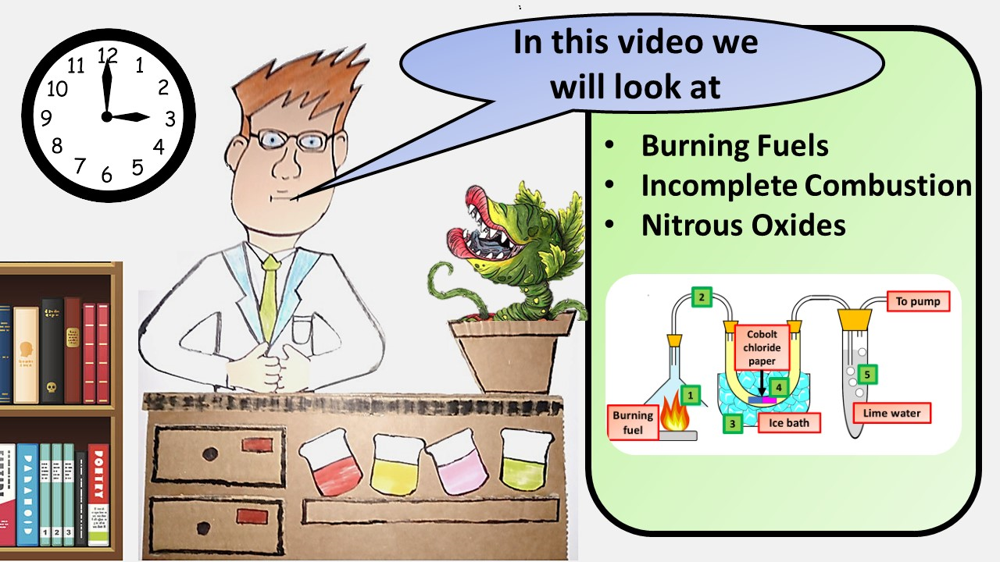 In this video we
will look at
12
11
1
10
2
9
3
8
4
7
5
6
• Burning Fuels
• Incomplete Combustion
• Nitrous Oxides
2
To pump
Cobolt
chloride
paper
5
4
1
Burning
fuel
3
Ice bath
Lime water
PARANOID
1 2 3
POETRY